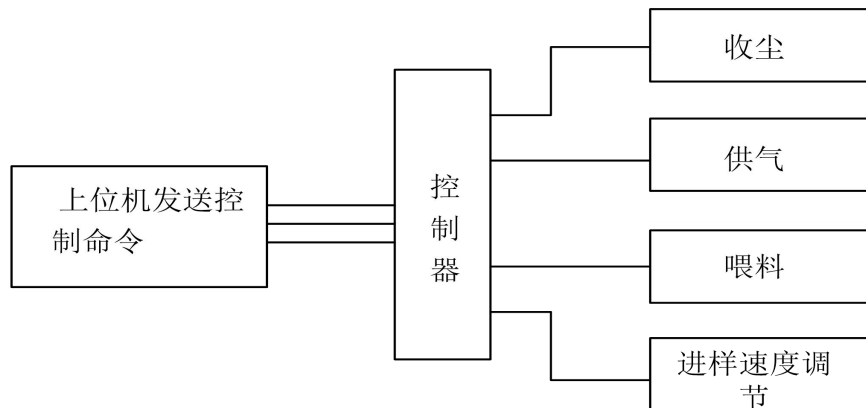 上位机发送控
制命令
控
制
器
收尘
供气
喂料
进样速度调
节